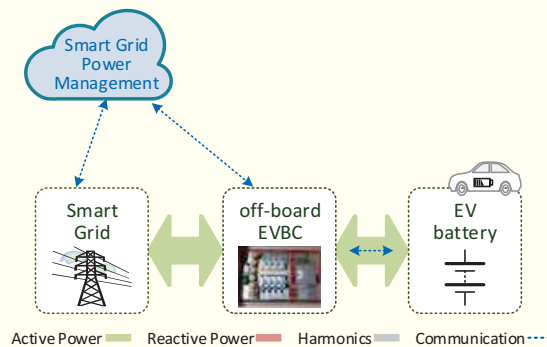 Smart Grid
Power
Management
Smart
Grid
off-board
EVBC
EV
battery
Active Power Reactive Power Harmonics Communication